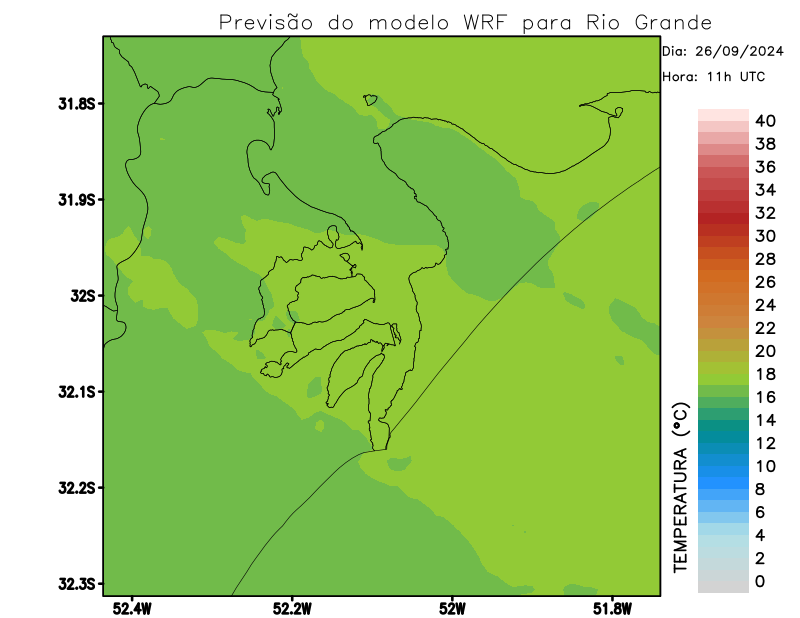 Previsão do modelo WRF para Rio Grande
Dia: 26/09/2024
Hora: 11h UTC
31.8S
31.9S
32S
32.1S
32.2S
32.3S
52.4W
52.2W
52W
51.8W
TEMPERATURA (°C)
40
38
36
34
32
30
28
26
24
22
20
18
16
14
12
10
8
6
4
2
0